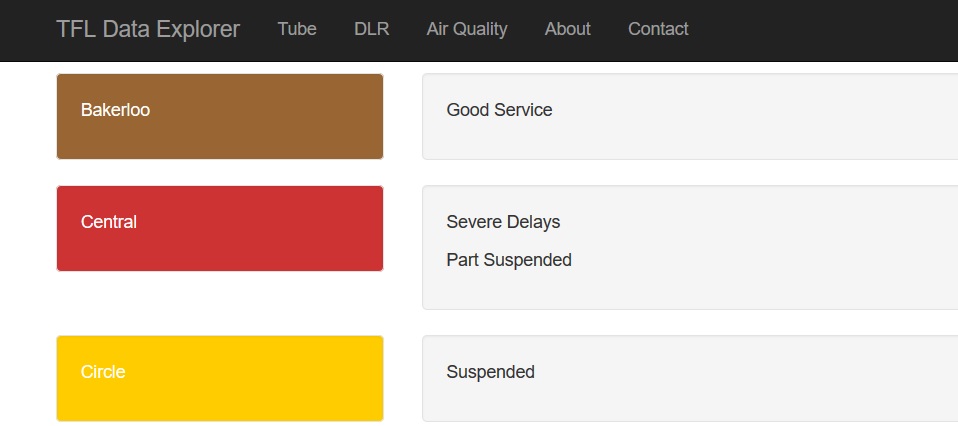 TFL Data Explorer Tube DLR Air Quality About Contact
Bakerloo Good Service
Central Severe Delays
Part Suspended
Circle Suspended